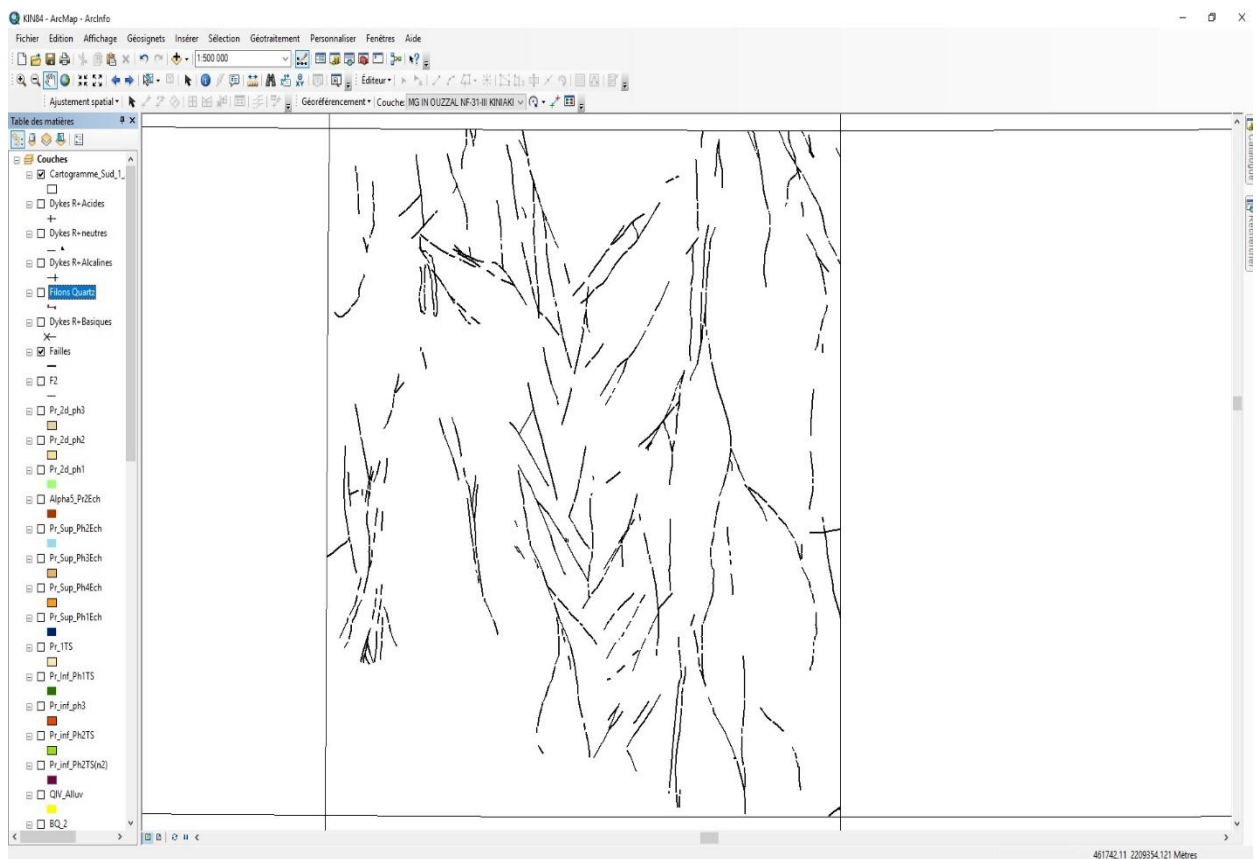 KIN84 - ArcMap - ArcInfo
Fichier Edition Affichage Géosignets Insérer Sélection Géotraitement Personnaliser Fenêtres Aide
1:500 000
Éditeur
Ajustement spatial Géoréférencement Couche: MG IN OUZZAL NF-31-III KINIAKI
Table des matières
Couches
Cartogramme_Sud_1_
Dykes R+Acides
Dykes R+neutres
Dykes R+Alcalines
Filons Quartz
Dykes R+Basiques
Failles
F2
Pr_2d_ph3
Pr_2d_ph2
Pr_2d_ph1
Alpha5_Pr2Ech
Pr_Sup_Ph2Ech
Pr_Sup_Ph3Ech
Pr_Sup_Ph4Ech
Pr_Sup_Ph1Ech
Pr_1TS
Pr_Inf_Ph1TS
Pr_inf_ph3
Pr_inf_Ph2TS
Pr_inf_Ph2TS(n2)
QIV_Alluv
BQ_2
Catalogue
Rechercher
461742,11 2209354,121 Mètres